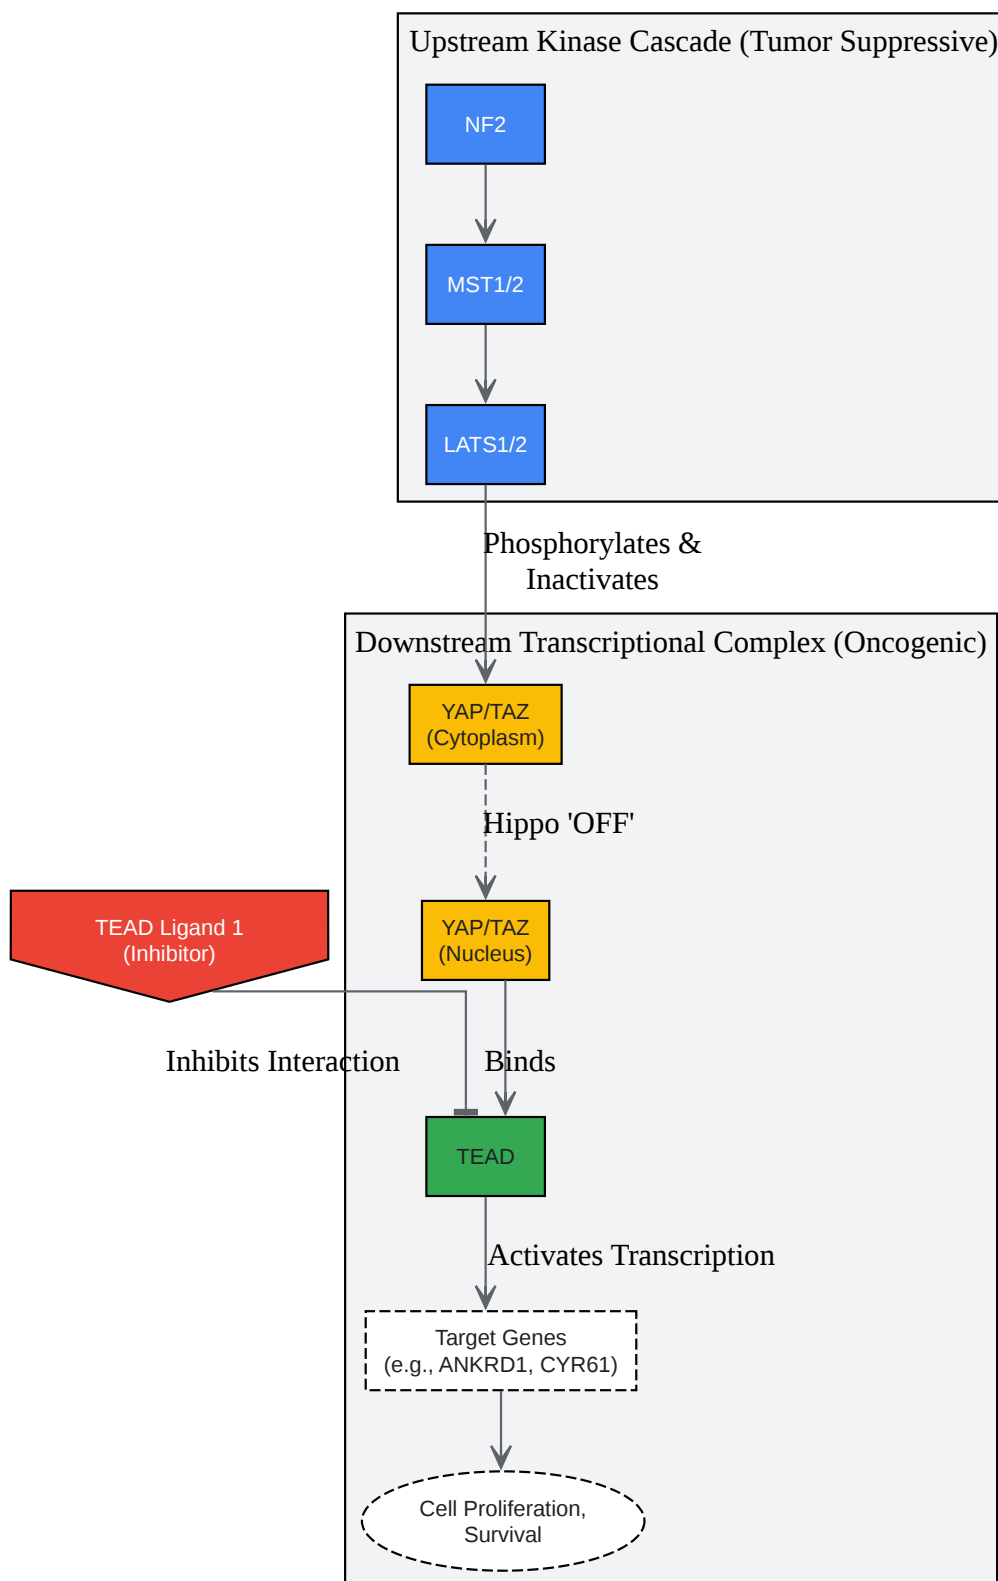 Upstream Kinase Cascade (Tumor Suppressive)
NF2
MST1/2
LATS1/2
Phosphorylates &
Inactivates
Downstream Transcriptional Complex (Oncogenic)
YAP/TAZ
(Cytoplasm)
Hippo 'OFF'
TEAD Ligand 1
(Inhibitor)
YAP/TAZ
(Nucleus)
Inhibits Interaction
Binds
TEAD
Activates Transcription
Target Genes
(e.g., ANKRD1, CYR61)
Cell Proliferation,
Survival